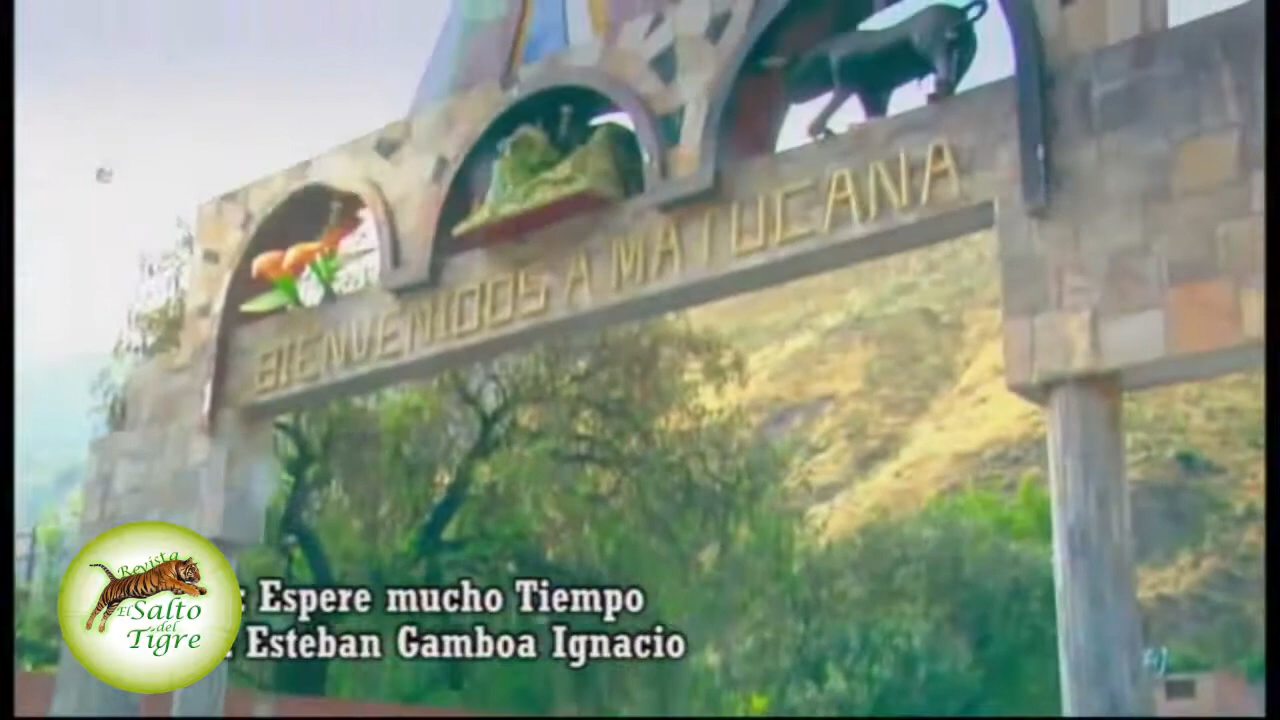 BIENVENIDOS A MATUCANA
: Espere mucho Tiempo
: Esteban Gamboa Ignacio
Revista
El Salto
del
Tigre